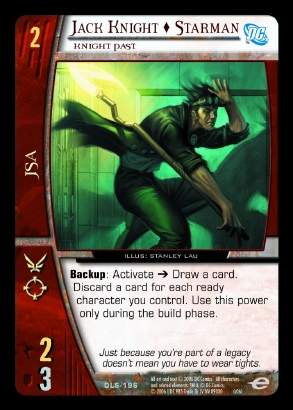 2
JACK KNIGHT ♦ STARMAN
KNIGHT PAST
DC
JSA
ILLUS: STANLEY LAU
Backup: Activate ➔ Draw a card.
Discard a card for each ready
character you control. Use this power
only during the build phase.
2
3
Just because you're part of a legacy
doesn't mean you have to wear tights.
DLS-196
e